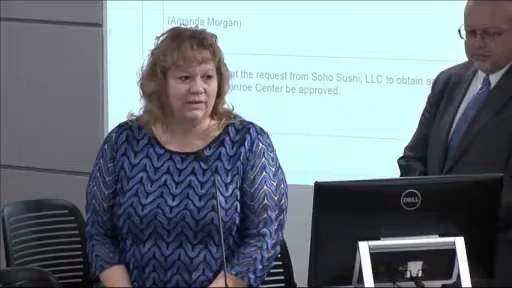 (Amanda Morgan)
t the request from Soho Sushi, LLC to obtain a
nroe Center be approved.
DELL